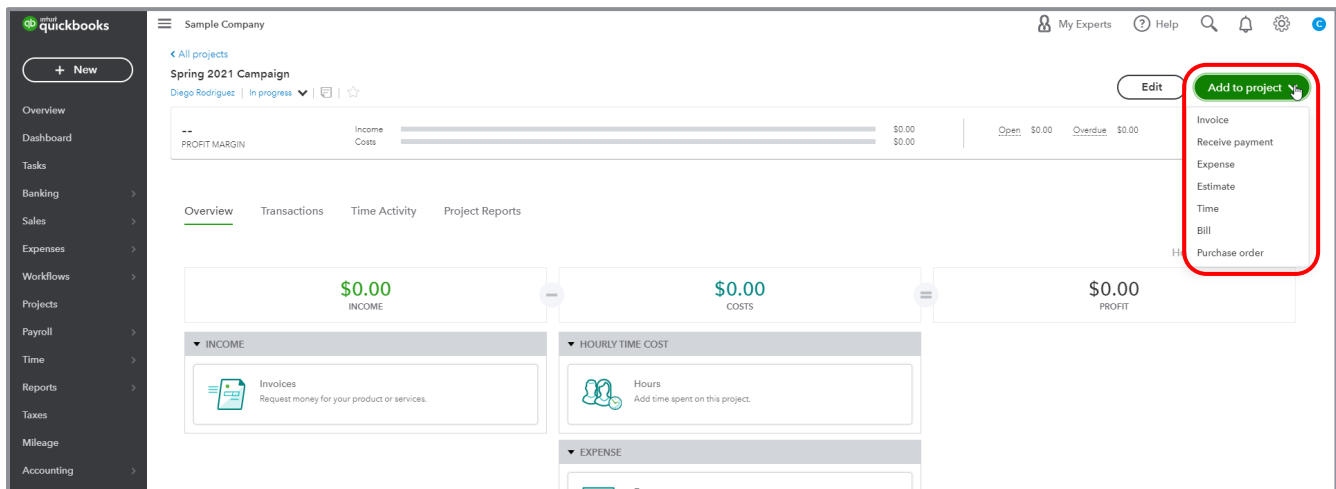 qb intuit quickbooks
Sample Company
My Experts
? Help
C
+ New
All projects
Spring 2021 Campaign
Diego Rodriguez | In progress | |
Edit
Add to project
Invoice
Receive payment
Expense
Estimate
Time
Bill
Purchase order
Overview
Dashboard
Tasks
Banking
Sales
Expenses
Workflows
Projects
Payroll
Time
Reports
Taxes
Mileage
Accounting
--
PROFIT MARGIN
Income $0.00
Costs $0.00
Open $0.00 Overdue $0.00
Overview Transactions Time Activity Project Reports
$0.00
INCOME
$0.00
COSTS
$0.00
PROFIT
INCOME
Invoices
Request money for your product or services.
HOURLY TIME COST
Hours
Add time spent on this project.
EXPENSE